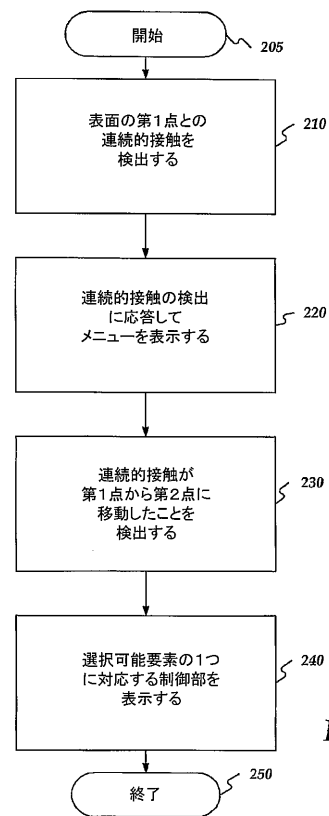 開始
205
表面の第1点との
連続的接触を
検出する
210
連続的接触の検出
に応答して
メニューを表示する
220
連続的接触が
第1点から第2点に
移動したことを
検出する
230
選択可能要素の1つ
に対応する制御部を
表示する
240
終了
250